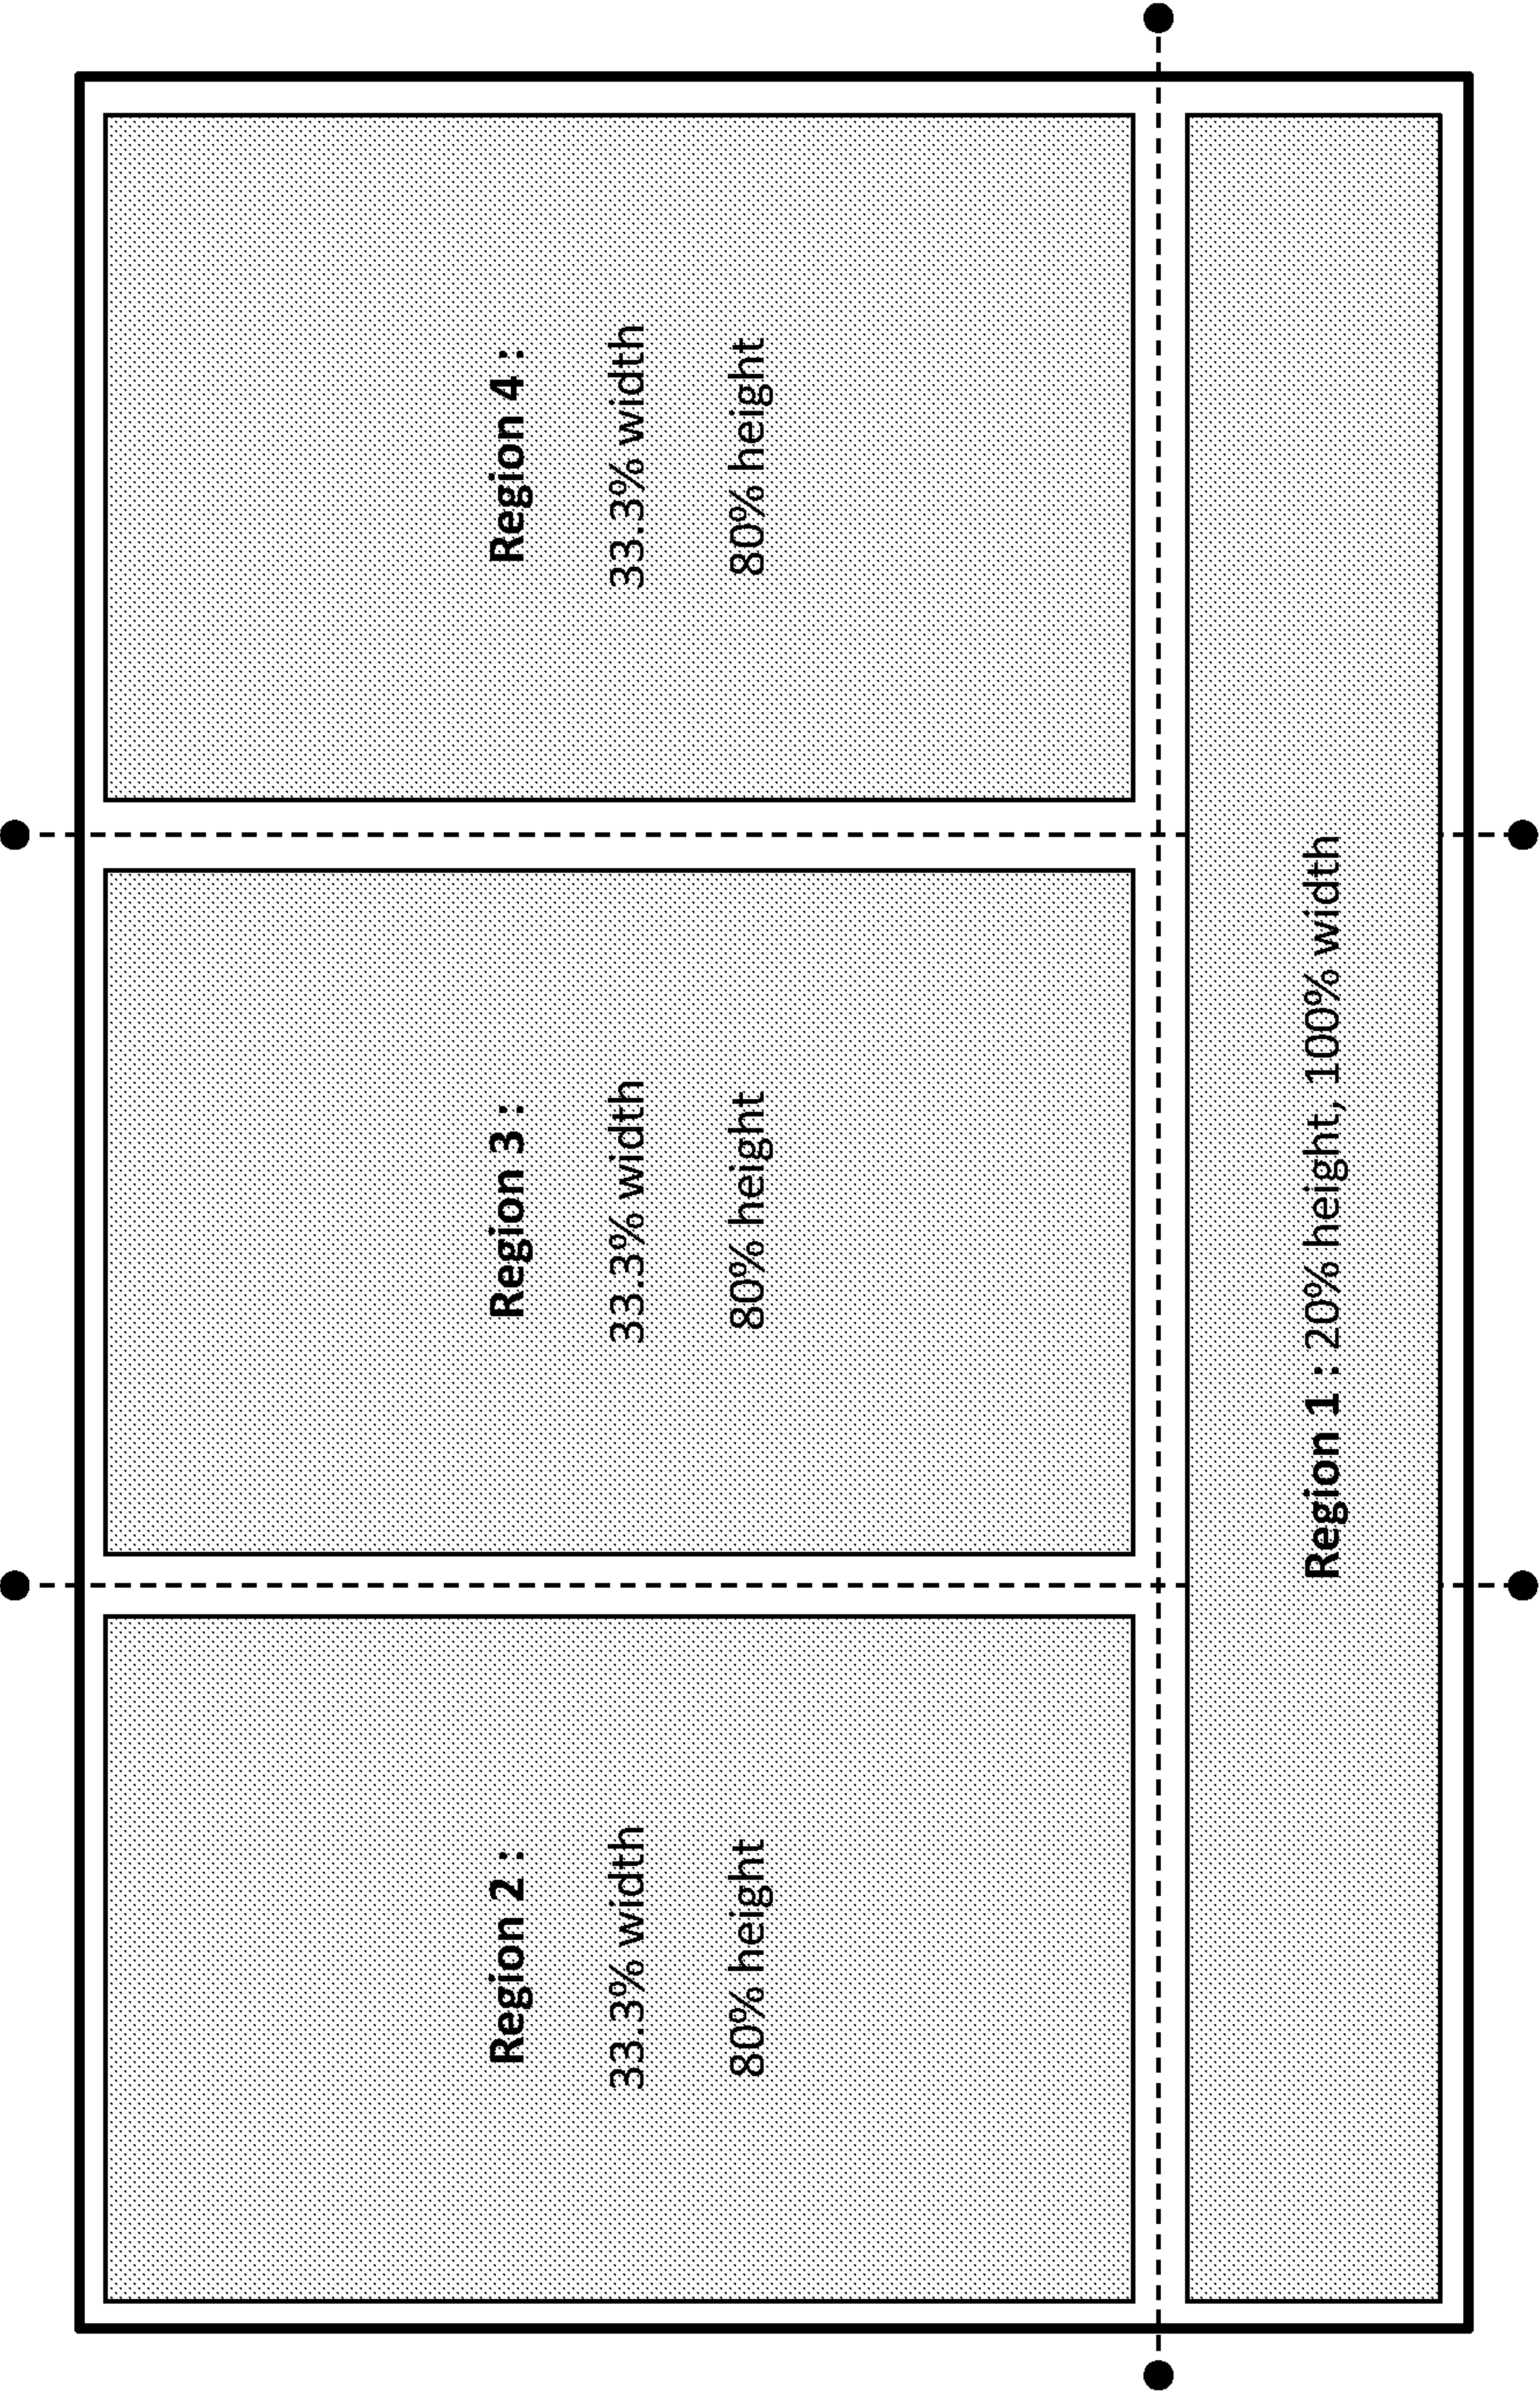 Region 2 :
33.3% width
80% height
Region 3 :
33.3% width
80% height
Region 4 :
33.3% width
80% height
Region 1 : 20% height, 100% width